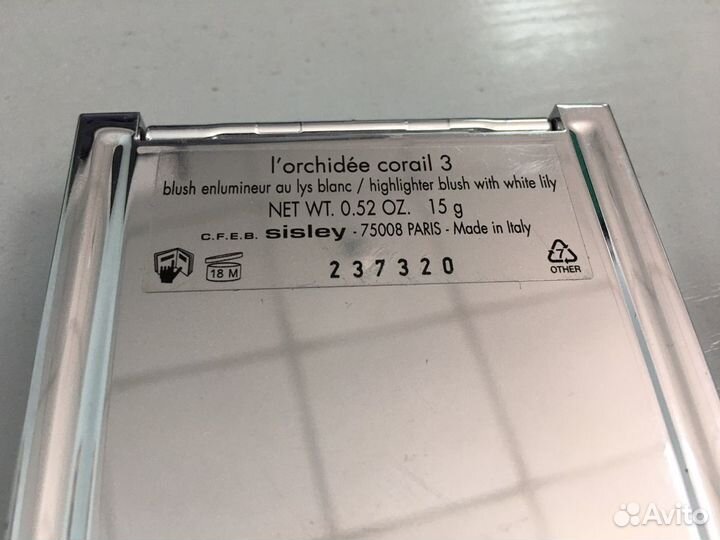 l'orchidée corail 3
blush enlumineur au lys blanc / highlighter blush with white lily
NET WT. 0.52 OZ. 15 g
C.F.E.B. sisley - 75008 PARIS - Made in Italy
18 M
237320
7
OTHER
Avito